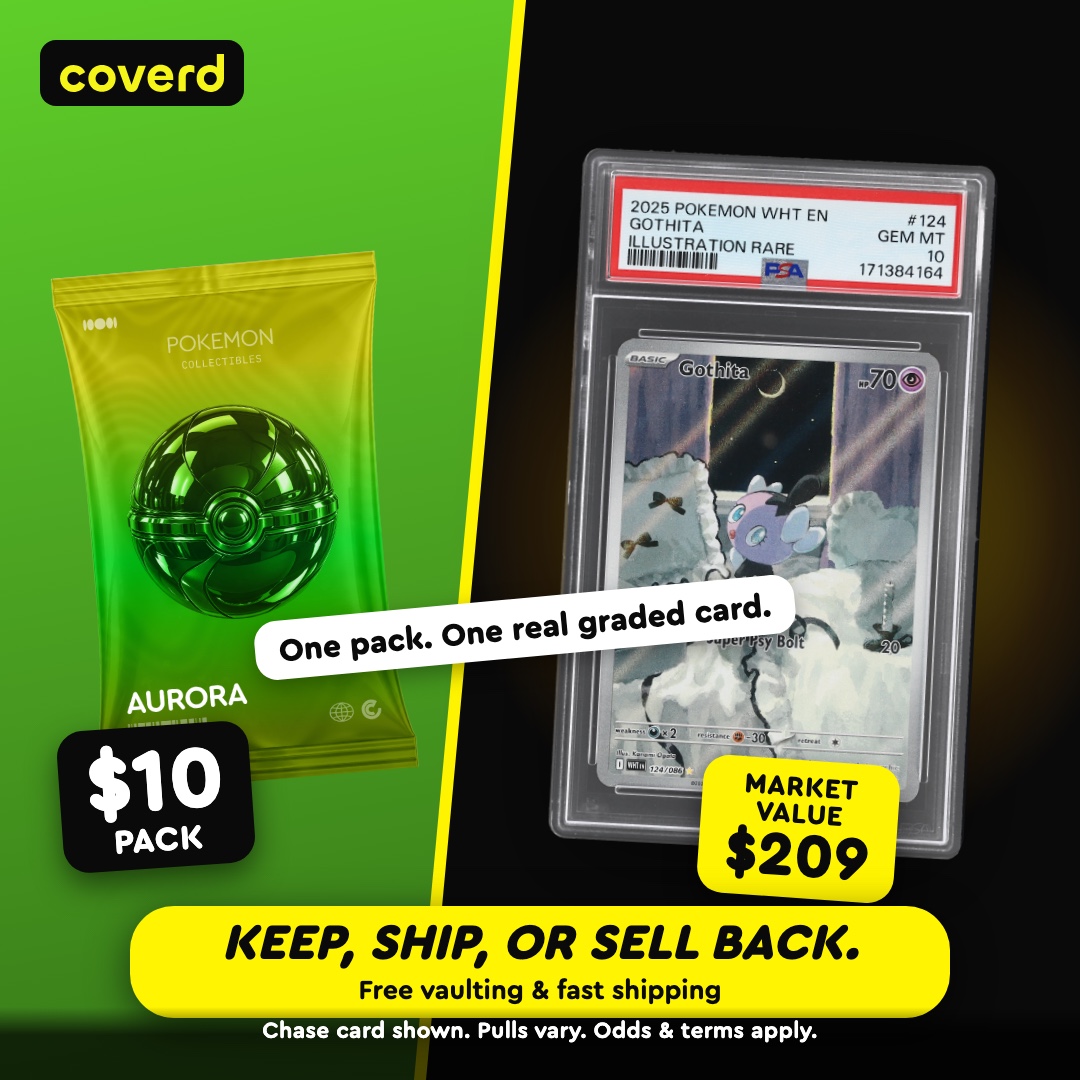 coverd
POKEMON
COLLECTIBLES
AURORA
$10
PACK
2025 POKEMON WHT EN
#124
GOTHITA
GEM MT
ILLUSTRATION RARE
10
PSA
171384164
BASIC
Gothita
HP70
One pack. One real graded card.
Super Psy Bolt
20
weakness
×2
resistance
-30
retreat
WHT EN
124/086
MARKET
VALUE
$209
KEEP, SHIP, OR SELL BACK.
Free vaulting & fast shipping
Chase card shown. Pulls vary. Odds & terms apply.